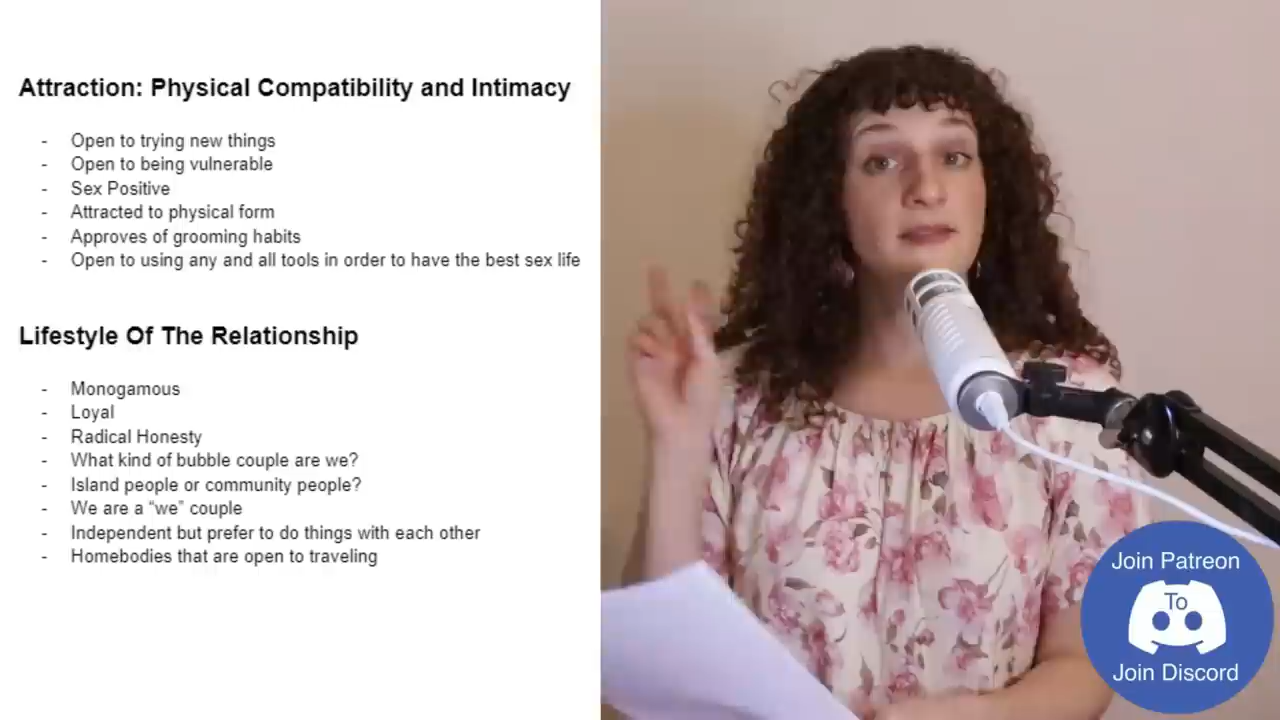 Attraction: Physical Compatibility and Intimacy
- Open to trying new things
- Open to being vulnerable
- Sex Positive
- Attracted to physical form
- Approves of grooming habits
- Open to using any and all tools in order to have the best sex life
Lifestyle Of The Relationship
- Monogamous
- Loyal
- Radical Honesty
- What kind of bubble couple are we?
- Island people or community people?
- We are a “we” couple
- Independent but prefer to do things with each other
- Homebodies that are open to traveling
Join Patreon
To
Join Discord